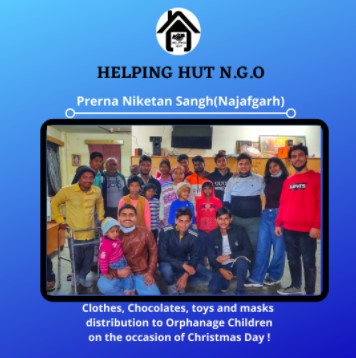 HELPING HUT N.G.O
Prerna Niketan Sangh(Najafgarh)
Clothes, Chocolates, toys and masks
distribution to Orphanage Children
on the occasion of Christmas Day !